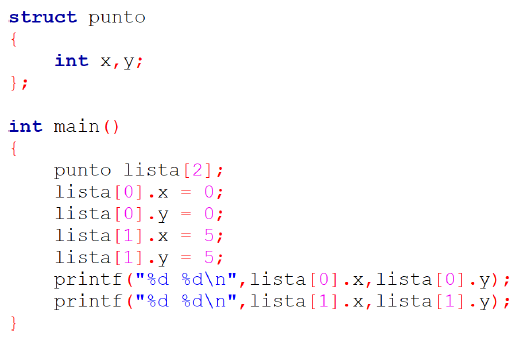 struct punto
{
    int x,y;
};

int main()
{
    punto lista[2];
    lista[0].x = 0;
    lista[0].y = 0;
    lista[1].x = 5;
    lista[1].y = 5;
    printf("%d %d\n",lista[0].x,lista[0].y);
    printf("%d %d\n",lista[1].x,lista[1].y);
}